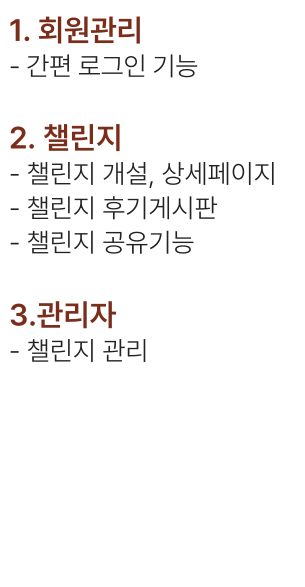 1. 회원관리
- 간편 로그인 기능
2. 챌린지
- 챌린지 개설, 상세페이지
- 챌린지 후기게시판
- 챌린지 공유기능
3.관리자
- 챌린지 관리